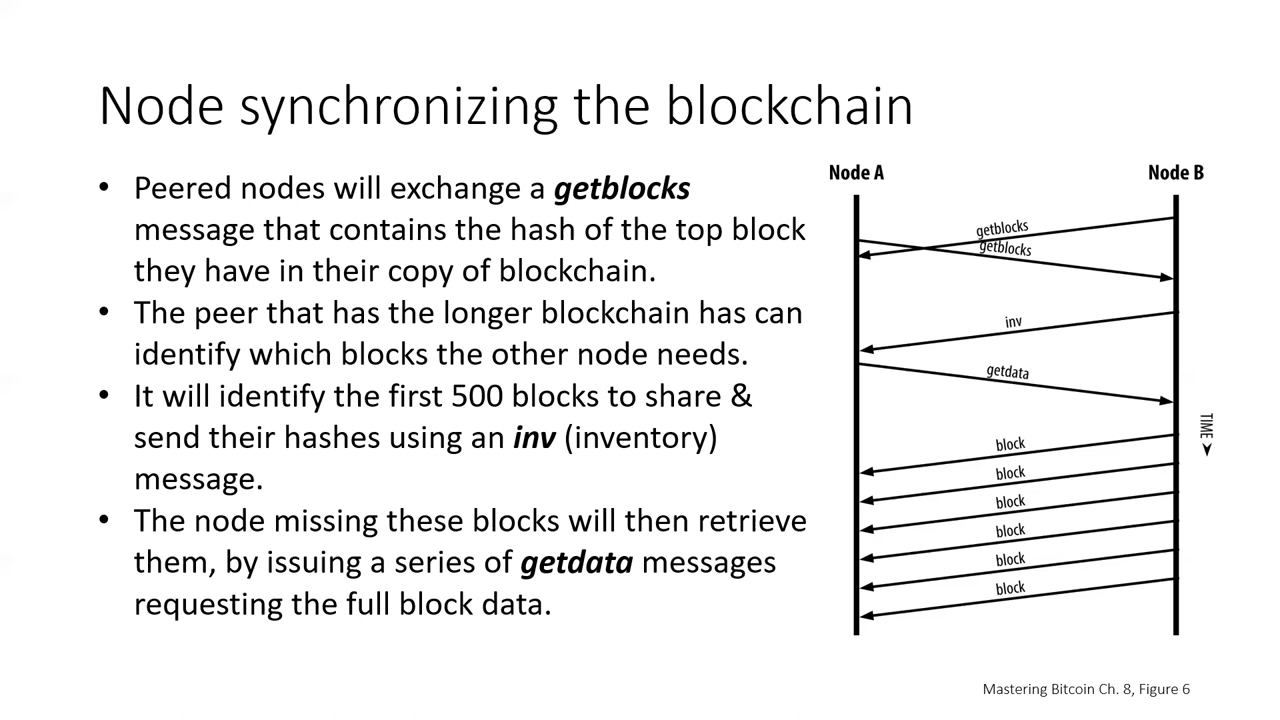 Node synchronizing the blockchain
• Peered nodes will exchange a getblocks
message that contains the hash of the top block
they have in their copy of blockchain.
• The peer that has the longer blockchain has can
identify which blocks the other node needs.
• It will identify the first 500 blocks to share &
send their hashes using an inv (inventory)
message.
• The node missing these blocks will then retrieve
them, by issuing a series of getdata messages
requesting the full block data.
Node A
Node B
getblocks
getblocks
inv
getdata
block
block
block
block
block
block
TIME
Mastering Bitcoin Ch. 8, Figure 6